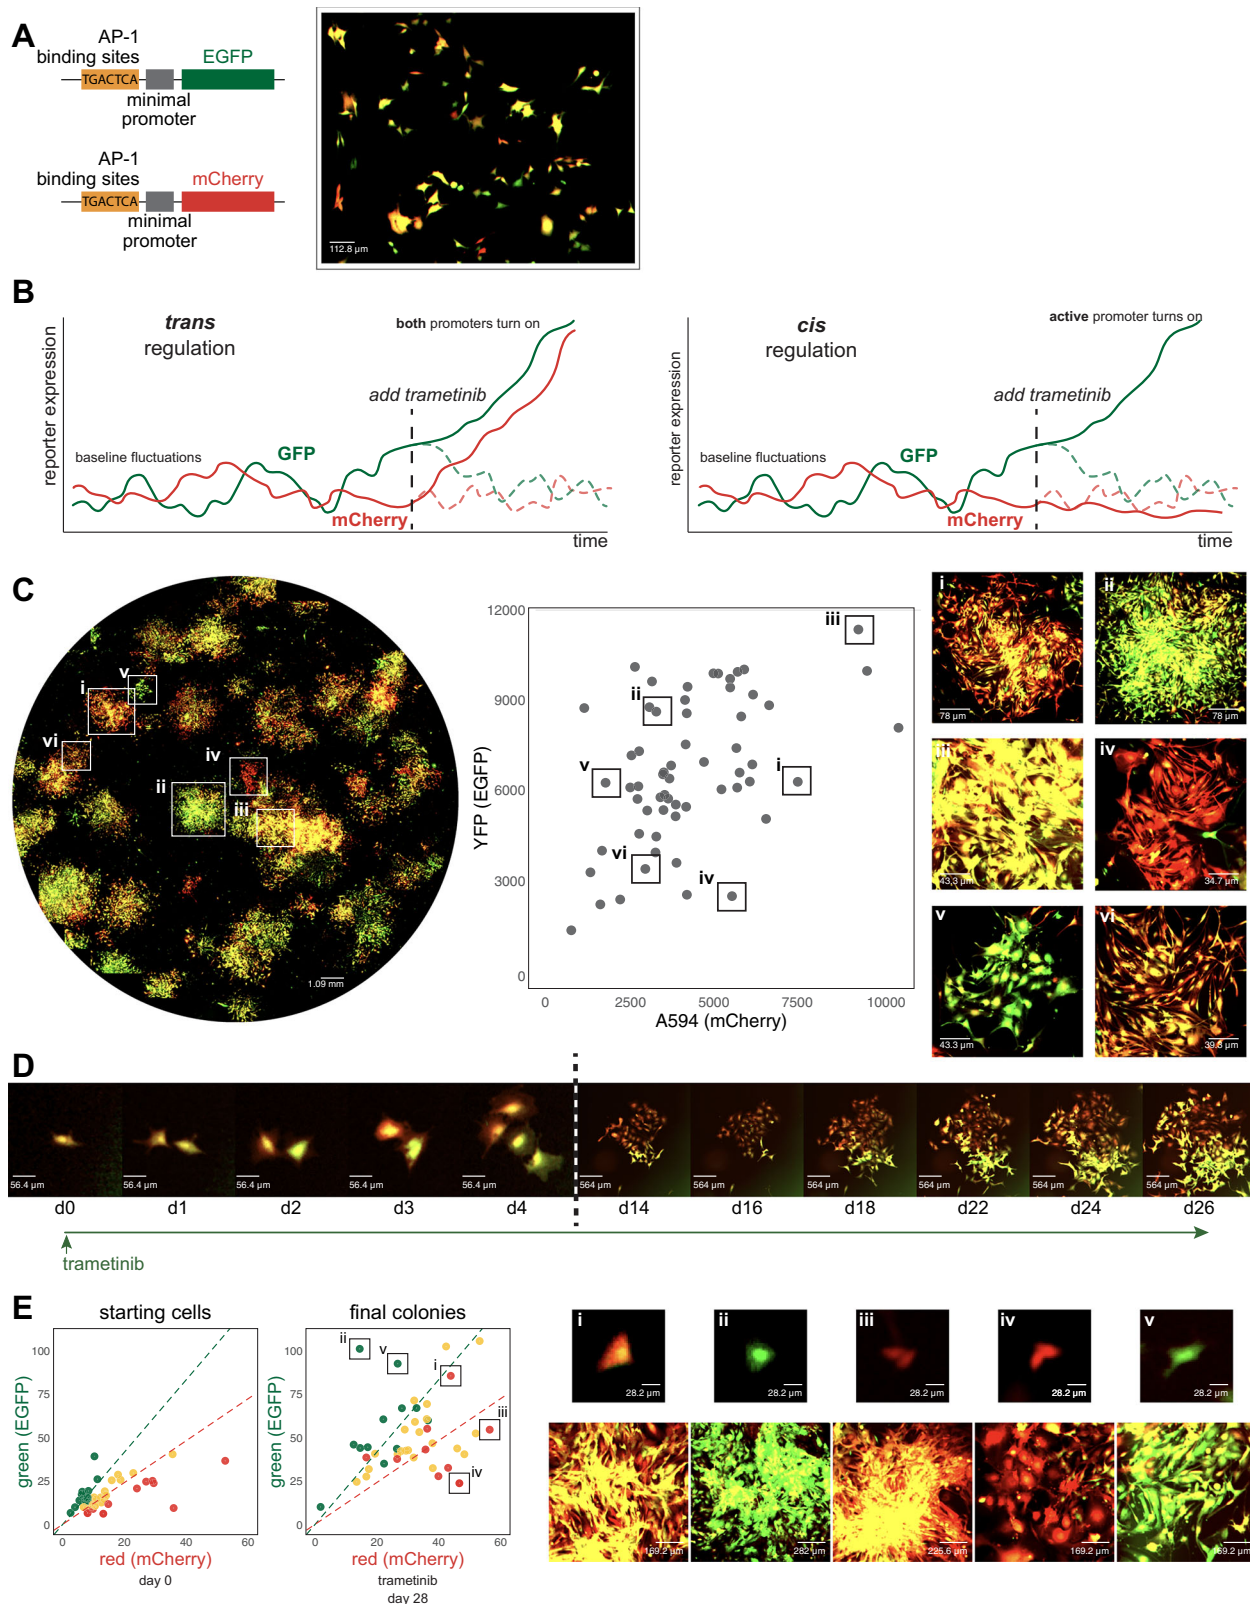 A
AP-1
binding sites
EGFP
TGACTCA
minimal
promoter
AP-1
binding sites
mCherry
TGACTCA
minimal
promoter
112.8 µm
B
reporter expression
trans
regulation
both promoters turn on
add trametinib
baseline fluctuations
GFP
mCherry
time
reporter expression
cis
regulation
active promoter turns on
add trametinib
baseline fluctuations
GFP
mCherry
time
C
i
v
vi
iv
ii
iii
1.09 mm
YFP (EGFP)
12000
9000
6000
3000
0
iii
ii
v
i
vi
iv
0
2500
5000
7500
10000
A594 (mCherry)
i
78 µm
ii
78 µm
iii
43.3 µm
iv
34.7 µm
v
43.3 µm
vi
39.6 µm
D
56.4 µm
56.4 µm
56.4 µm
56.4 µm
56.4 µm
564 µm
564 µm
564 µm
564 µm
564 µm
564 µm
d0
d1
d2
d3
d4
d14
d16
d18
d22
d24
d26
trametinib
E
starting cells
green (EGFP)
100
75
50
25
0
0
20
40
60
red (mCherry)
day 0
final colonies
green (EGFP)
100
75
50
25
0
ii
v
i
iii
iv
0
20
40
60
red (mCherry)
trametinib
day 28
i
28.2 µm
ii
28.2 µm
iii
28.2 µm
iv
28.2 µm
v
28.2 µm
169.2 µm
282 µm
225.6 µm
169.2 µm
169.2 µm